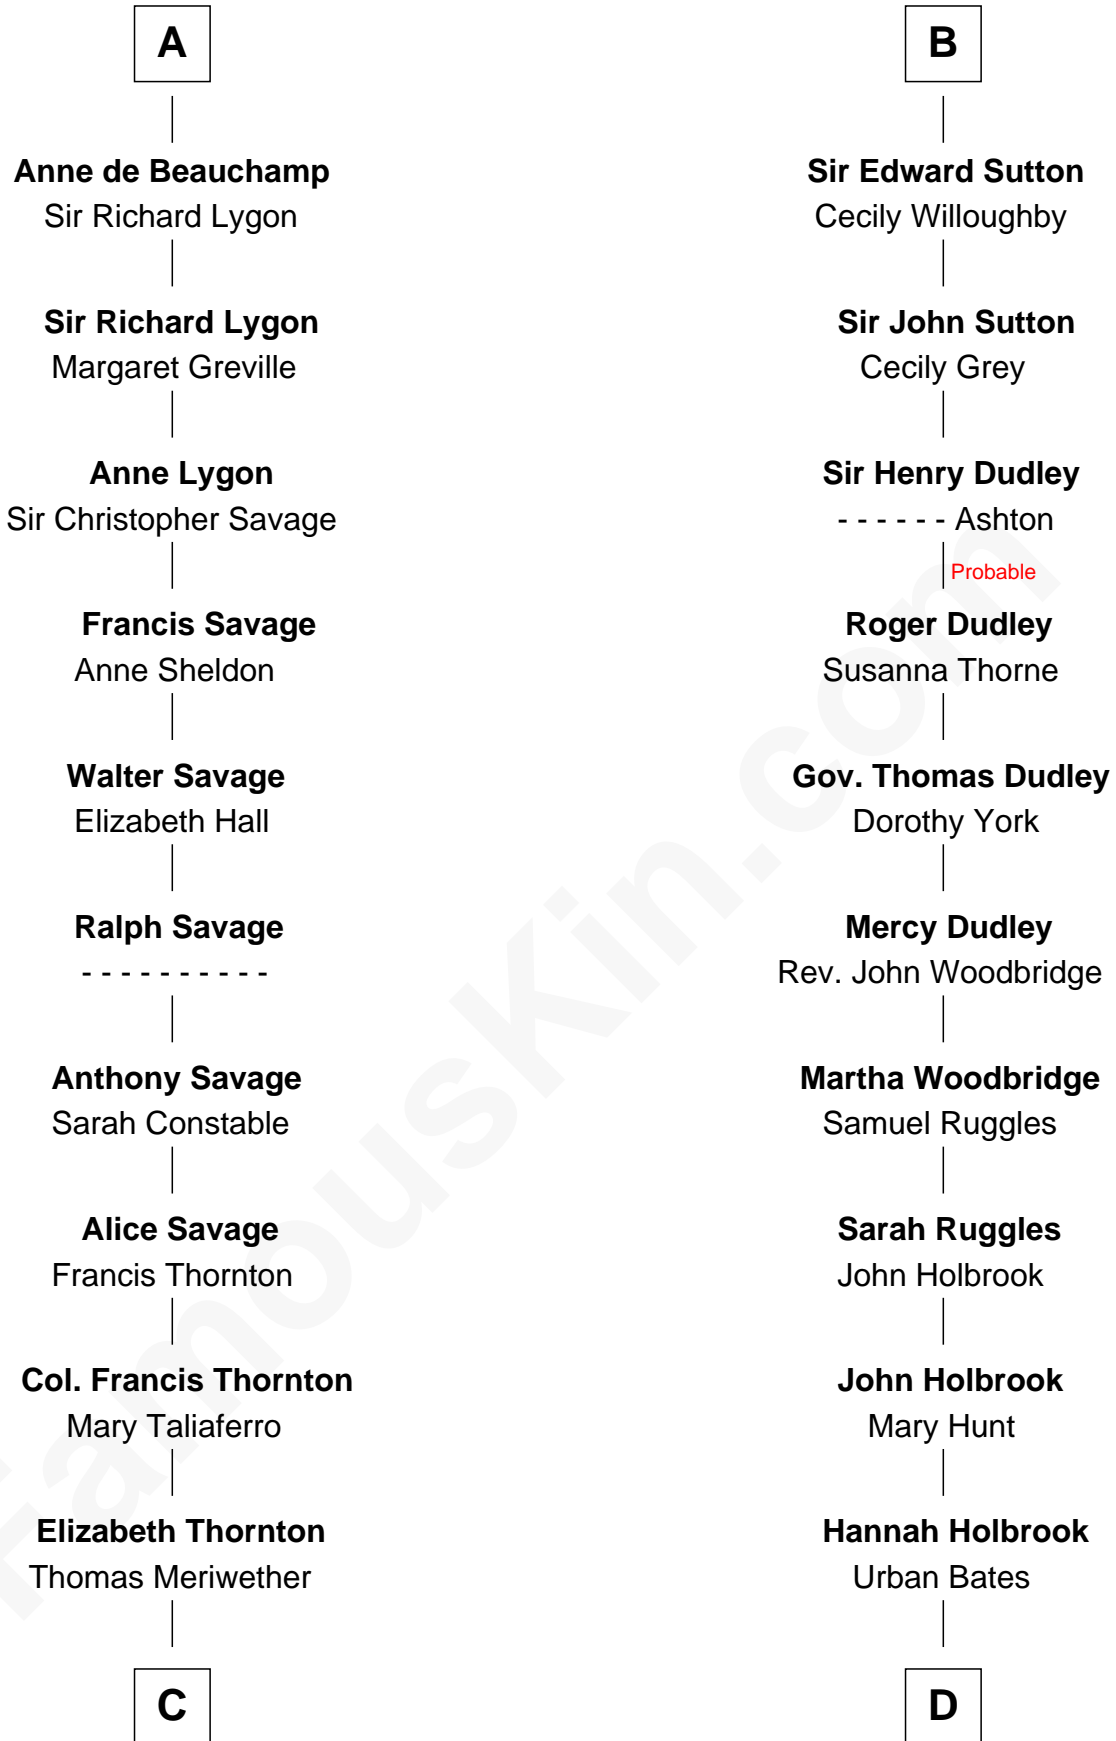 A
Anne de Beauchamp
Sir Richard Lygon
Sir Richard Lygon
Margaret Greville
Anne Lygon
Sir Christopher Savage
Francis Savage
Anne Sheldon
Walter Savage
Elizabeth Hall
Ralph Savage
- - - - - - - - - -
Anthony Savage
Sarah Constable
Alice Savage
Francis Thornton
Col. Francis Thornton
Mary Taliaferro
Elizabeth Thornton
Thomas Meriwether
C
B
Sir Edward Sutton
Cecily Willoughby
Sir John Sutton
Cecily Grey
Sir Henry Dudley
- - - - - - Ashton
Probable
Roger Dudley
Susanna Thorne
Gov. Thomas Dudley
Dorothy York
Mercy Dudley
Rev. John Woodbridge
Martha Woodbridge
Samuel Ruggles
Sarah Ruggles
John Holbrook
John Holbrook
Mary Hunt
Hannah Holbrook
Urban Bates
D
FamousKin.com